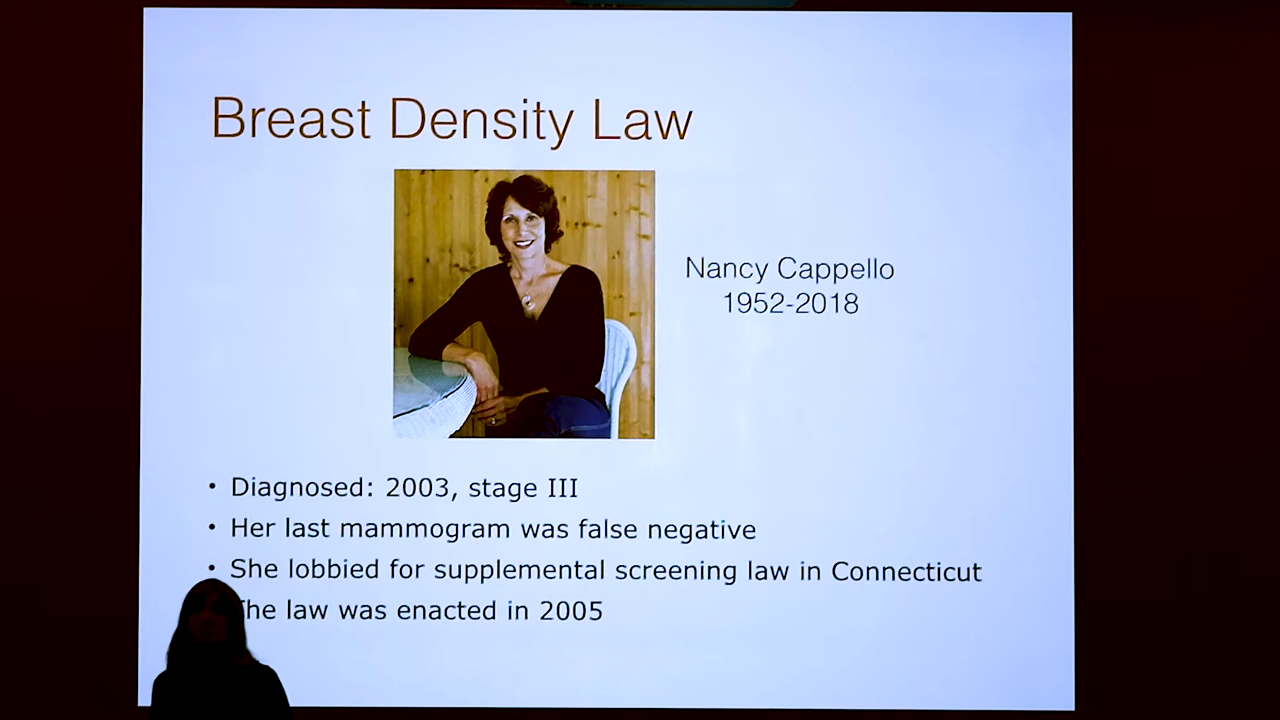 Breast Density Law
Nancy Cappello
1952-2018
• Diagnosed: 2003, stage III
• Her last mammogram was false negative
• She lobbied for supplemental screening law in Connecticut
The law was enacted in 2005